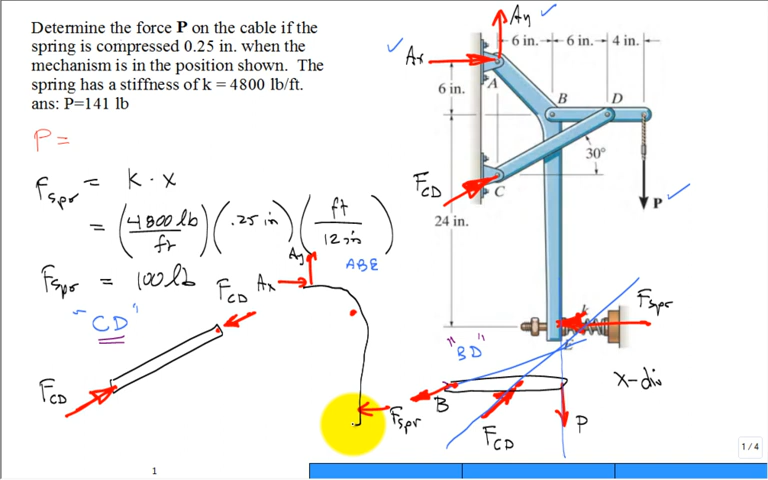 Determine the force P on the cable if the
spring is compressed 0.25 in. when the
mechanism is in the position shown. The
spring has a stiffness of k = 4800 lb/ft.
ans: P=141 lb
P =
Fspr = K · x
= (4800 lb / ft) (.25 in) (ft / 12 in)
Fspr = 100 lb
"CD"
FCD
FCD
Ax
Ay
ABE
Fspr
Ay
Ax
6 in.
6 in.
4 in.
6 in.
A
B
D
30°
C
FCD
P
24 in.
Fspr
k
E
"BD"
B
FCD
P
x-div
1
1/4